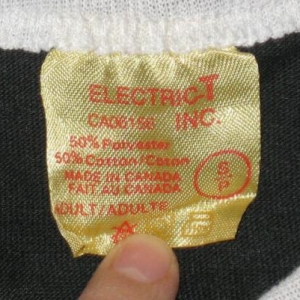 ELECTRIC-T
CA06156 INC.
50% Polyester
50% Cotton/Coton
MADE IN CANADA
FAIT AU CANADA
S/P
ADULT/ADULTE